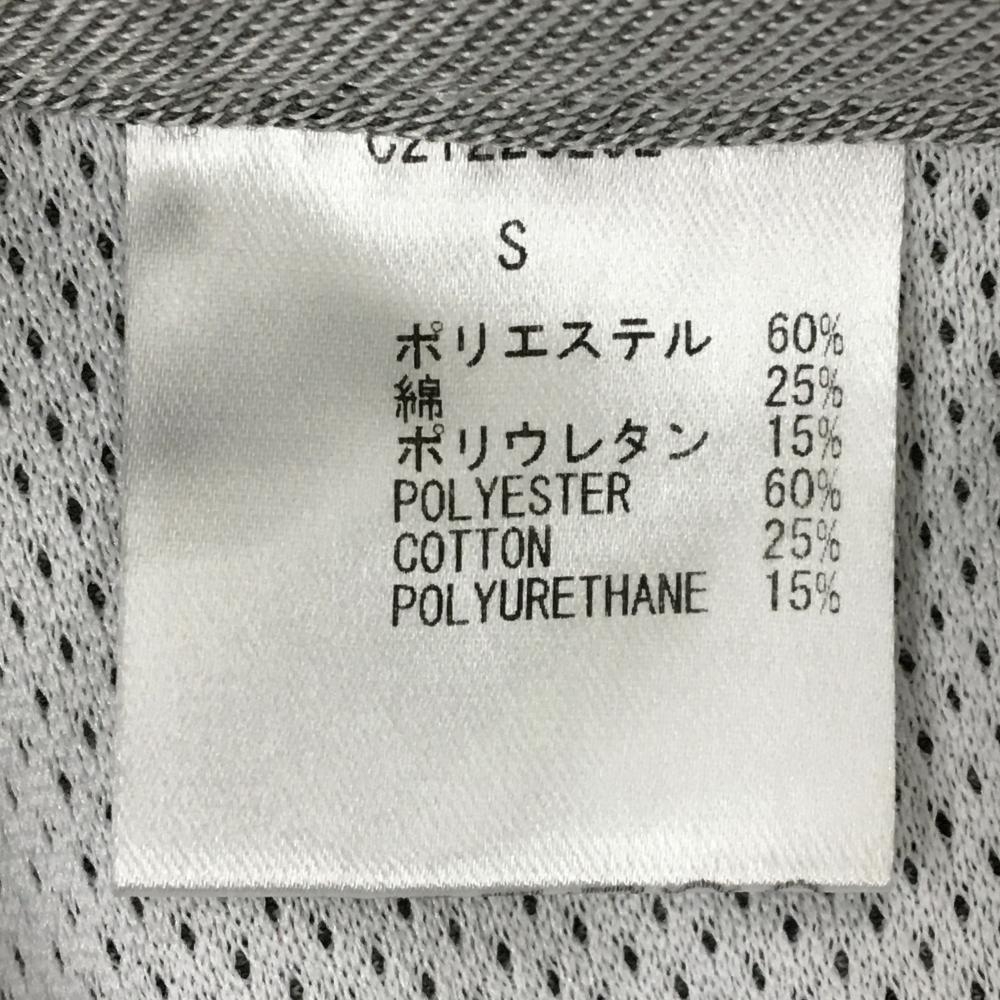 S
ポリエステル 60%
綿 25%
ポリウレタン 15%
POLYESTER 60%
COTTON 25%
POLYURETHANE 15%